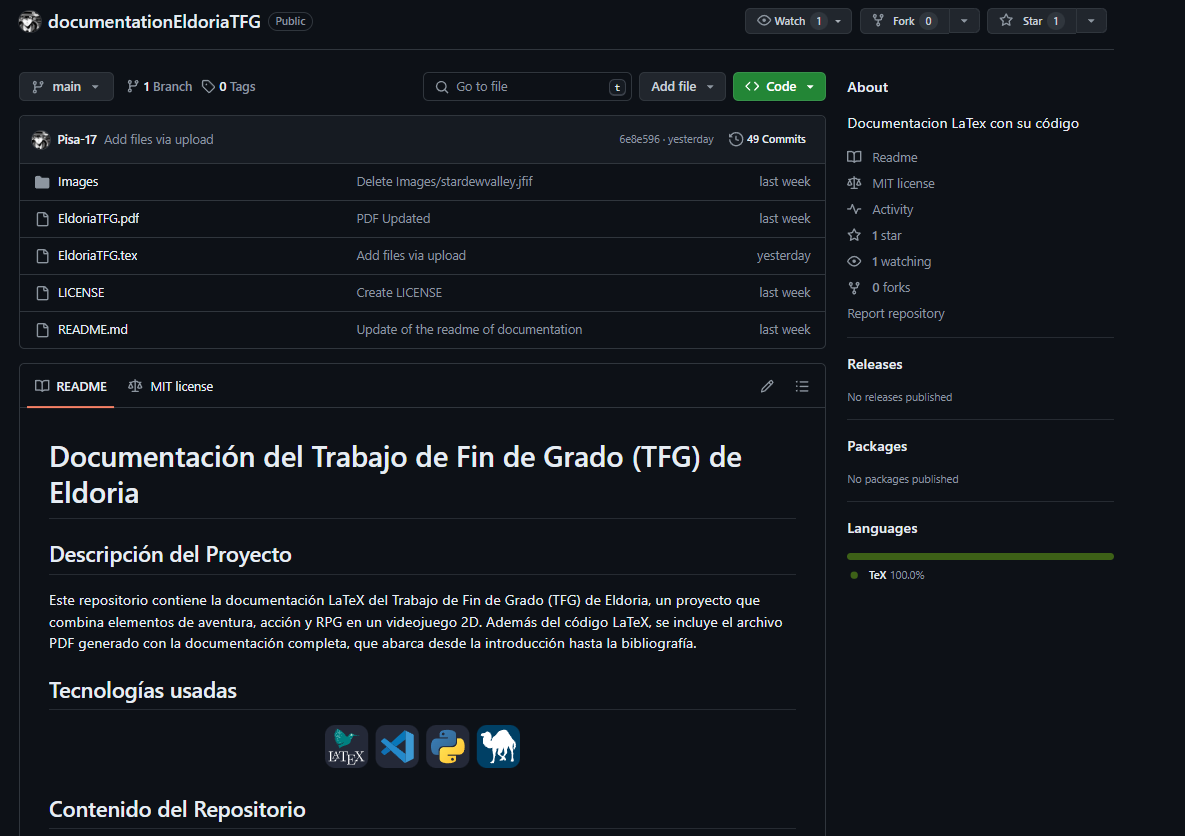 documentationEldoriaTFG Public
Watch 1 Fork 0 Star 1
main 1 Branch 0 Tags Go to file t Add file Code
Pisa-17 Add files via upload 6e8e596 · yesterday 49 Commits
Images Delete Images/stardewvalley.jfif last week
EldoriaTFG.pdf PDF Updated last week
EldoriaTFG.tex Add files via upload yesterday
LICENSE Create LICENSE last week
README.md Update of the readme of documentation last week
README MIT license
Documentación del Trabajo de Fin de Grado (TFG) de
Eldoria
Descripción del Proyecto
Este repositorio contiene la documentación LaTeX del Trabajo de Fin de Grado (TFG) de Eldoria, un proyecto que
combina elementos de aventura, acción y RPG en un videojuego 2D. Además del código LaTeX, se incluye el archivo
PDF generado con la documentación completa, que abarca desde la introducción hasta la bibliografía.
Tecnologías usadas
LATEX
Contenido del Repositorio
About
Documentacion LaTex con su código
Readme
MIT license
Activity
1 star
1 watching
0 forks
Report repository
Releases
No releases published
Packages
No packages published
Languages
TeX 100.0%